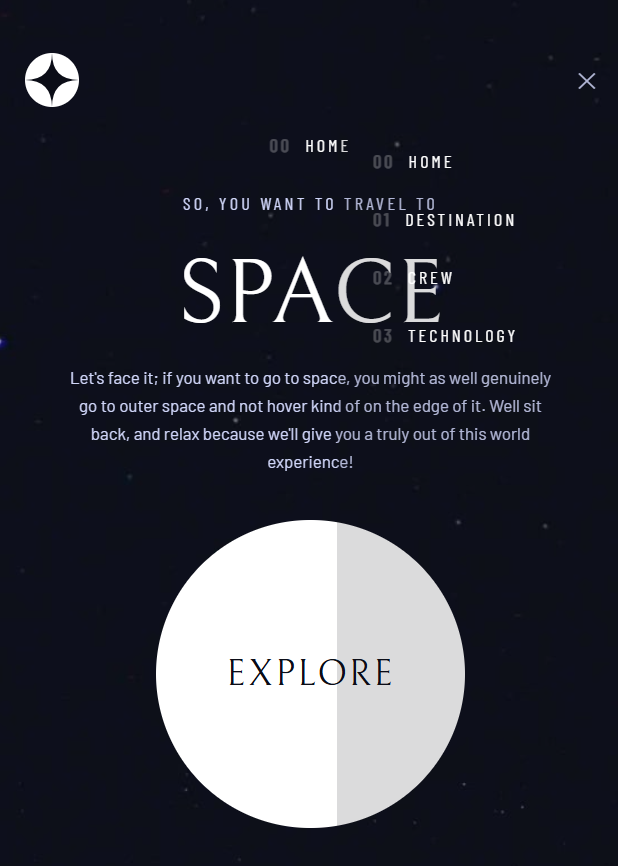 00 HOME
00 HOME
SO, YOU WANT TO TRAVEL TO
01 DESTINATION
SPACE
02 CREW
03 TECHNOLOGY
Let's face it; if you want to go to space, you might as well genuinely
go to outer space and not hover kind of on the edge of it. Well sit
back, and relax because we'll give you a truly out of this world
experience!
EXPLORE